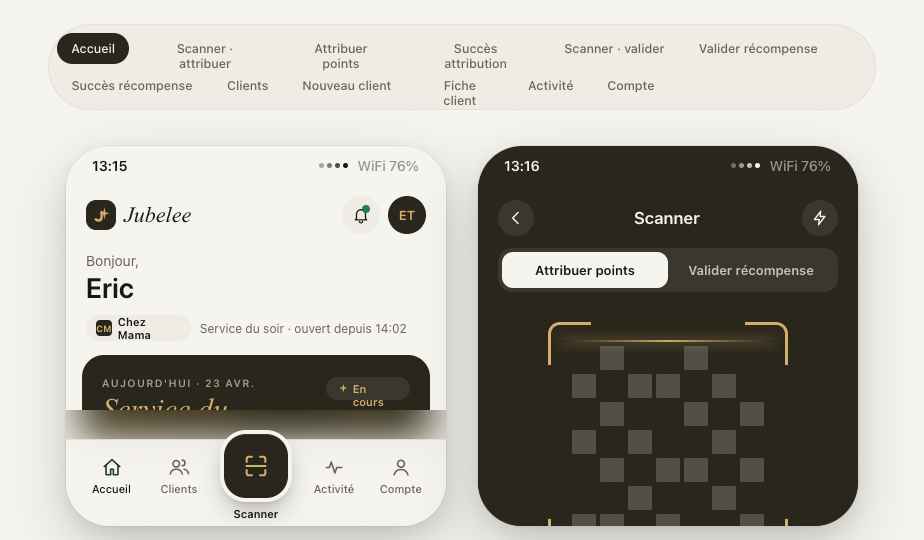 Accueil
Scanner · attribuer
Attribuer points
Succès attribution
Scanner · valider
Valider récompense
Succès récompense
Clients
Nouveau client
Fiche client
Activité
Compte
13:15
WiFi 76%
Jubelee
ET
Bonjour,
Eric
CM
Chez Mama
Service du soir · ouvert depuis 14:02
AUJOURD'HUI · 23 AVR.
En cours
Service du
Accueil
Clients
Scanner
Activité
Compte
13:16
WiFi 76%
Scanner
Attribuer points
Valider récompense